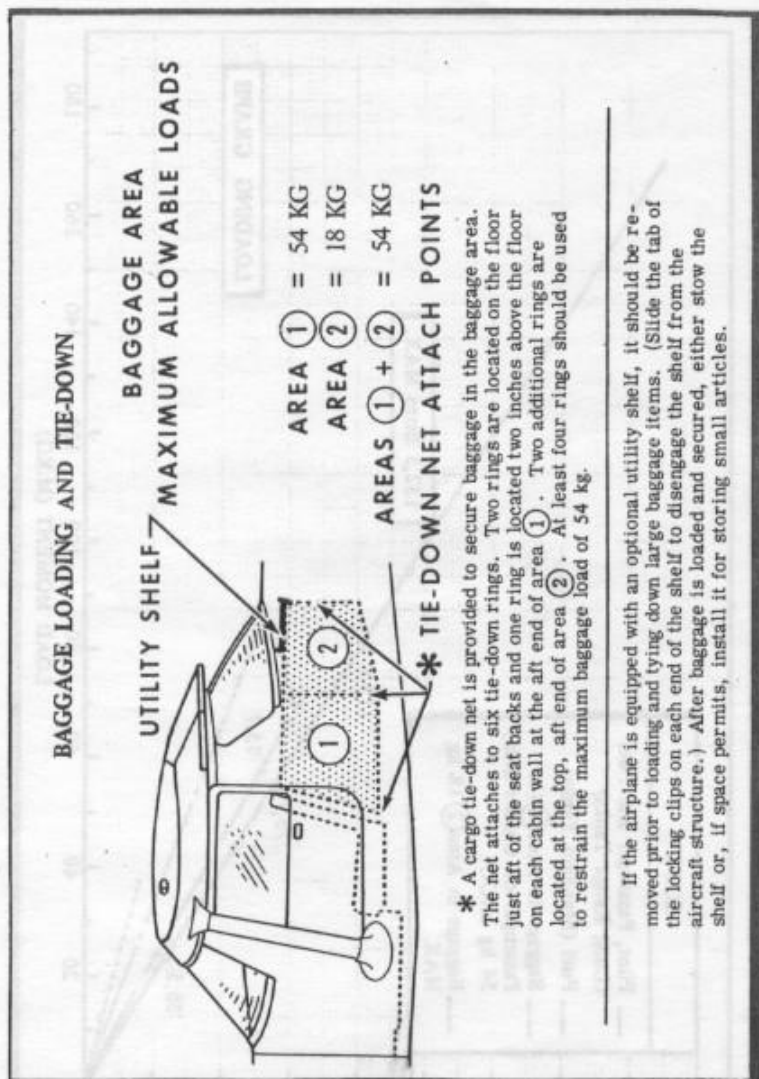 BAGGAGE LOADING AND TIE-DOWN
BAGGAGE AREA
MAXIMUM ALLOWABLE LOADS
UTILITY SHELF
AREA ① = 54 KG
AREA ② = 18 KG
AREAS ① + ② = 54 KG
① ②
* TIE-DOWN NET ATTACH POINTS
* A cargo tie-down net is provided to secure baggage in the baggage area.
The net attaches to six tie-down rings. Two rings are located on the floor
just aft of the seat backs and one ring is located two inches above the floor
on each cabin wall at the aft end of area ①. Two additional rings are
located at the top, aft end of area ②. At least four rings should be used
to restrain the maximum baggage load of 54 kg.
If the airplane is equipped with an optional utility shelf, it should be re-
moved prior to loading and tying down large baggage items. (Slide the tab of
the locking clips on each end of the shelf to disengage the shelf from the
aircraft structure.) After baggage is loaded and secured, either stow the
shelf or, if space permits, install it for storing small articles.
LOADING GRAPH